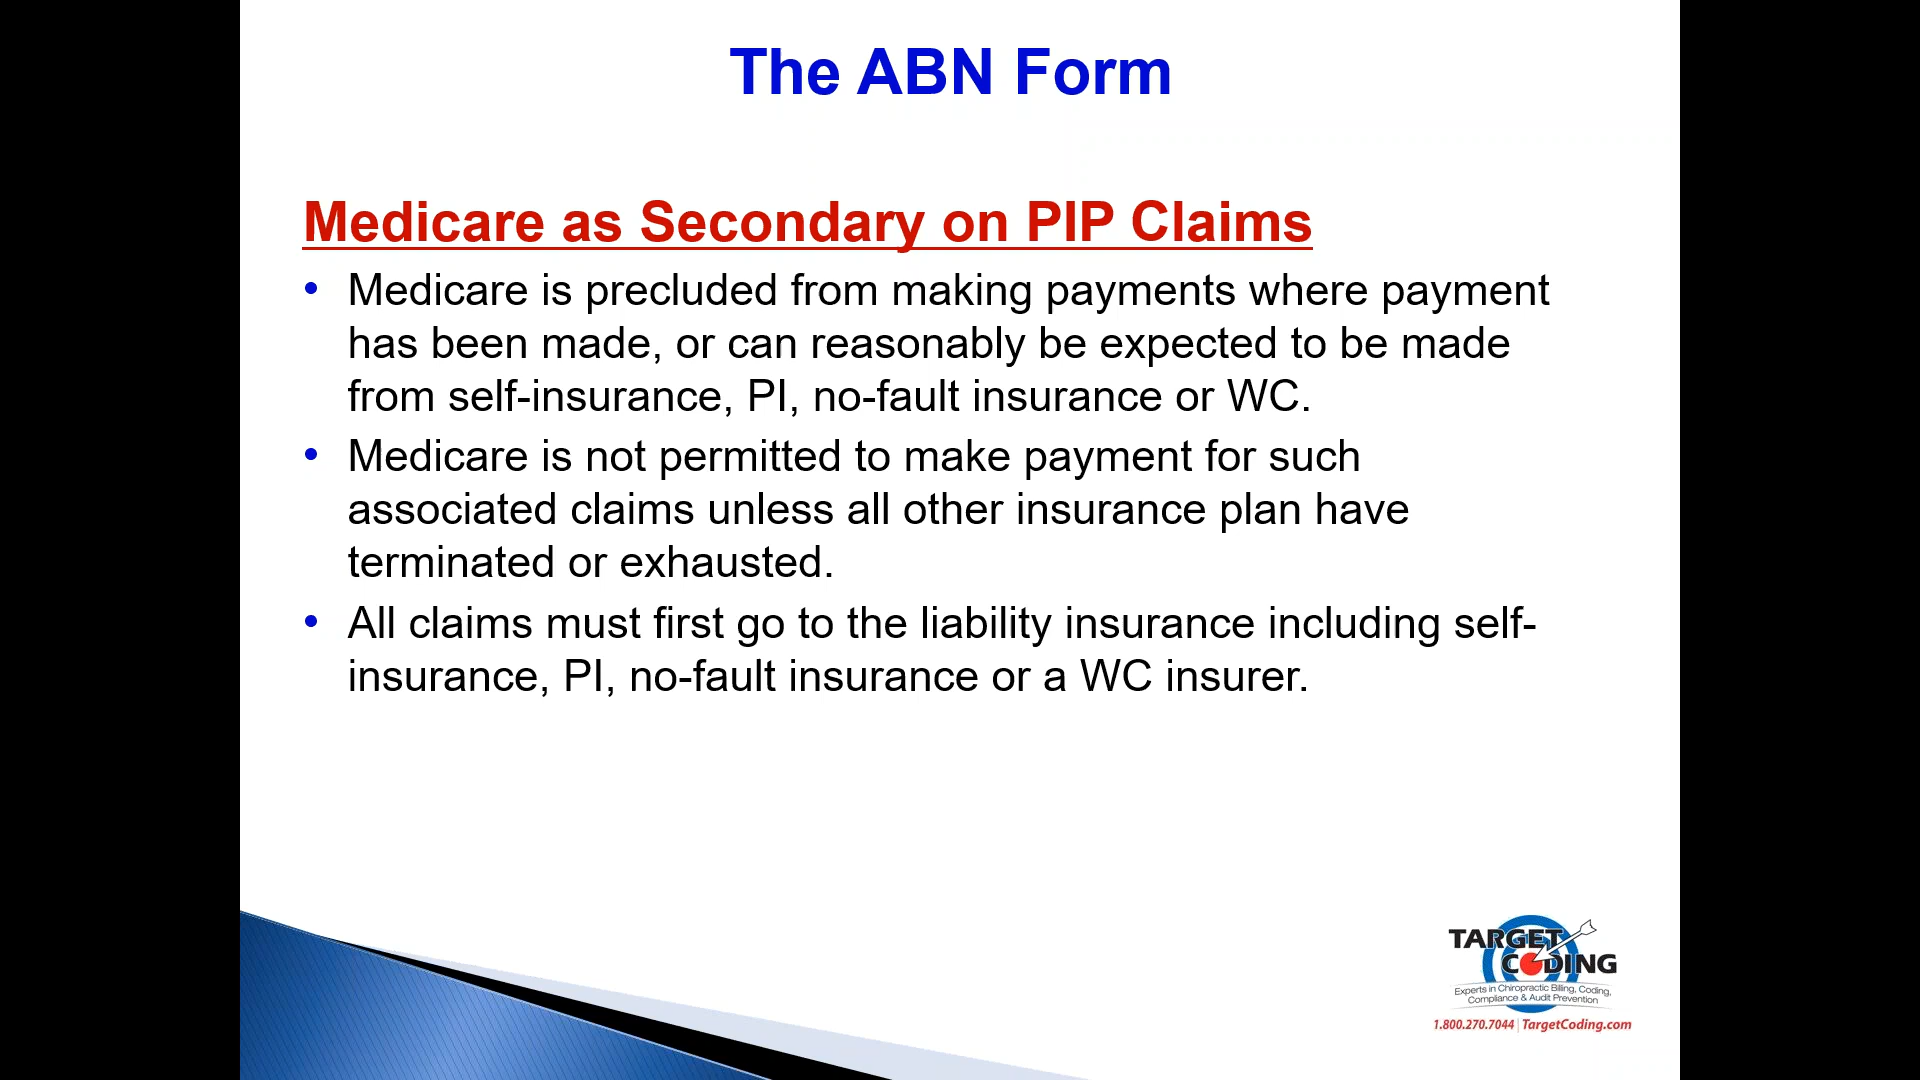 The ABN Form
Medicare as Secondary on PIP Claims
• Medicare is precluded from making payments where payment
has been made, or can reasonably be expected to be made
from self-insurance, PI, no-fault insurance or WC.
• Medicare is not permitted to make payment for such
associated claims unless all other insurance plan have
terminated or exhausted.
• All claims must first go to the liability insurance including self-
insurance, PI, no-fault insurance or a WC insurer.
TARGET
CODING
Experts in Chiropractic Billing, Coding,
Compliance & Audit Prevention
1.800.270.7044 | TargetCoding.com